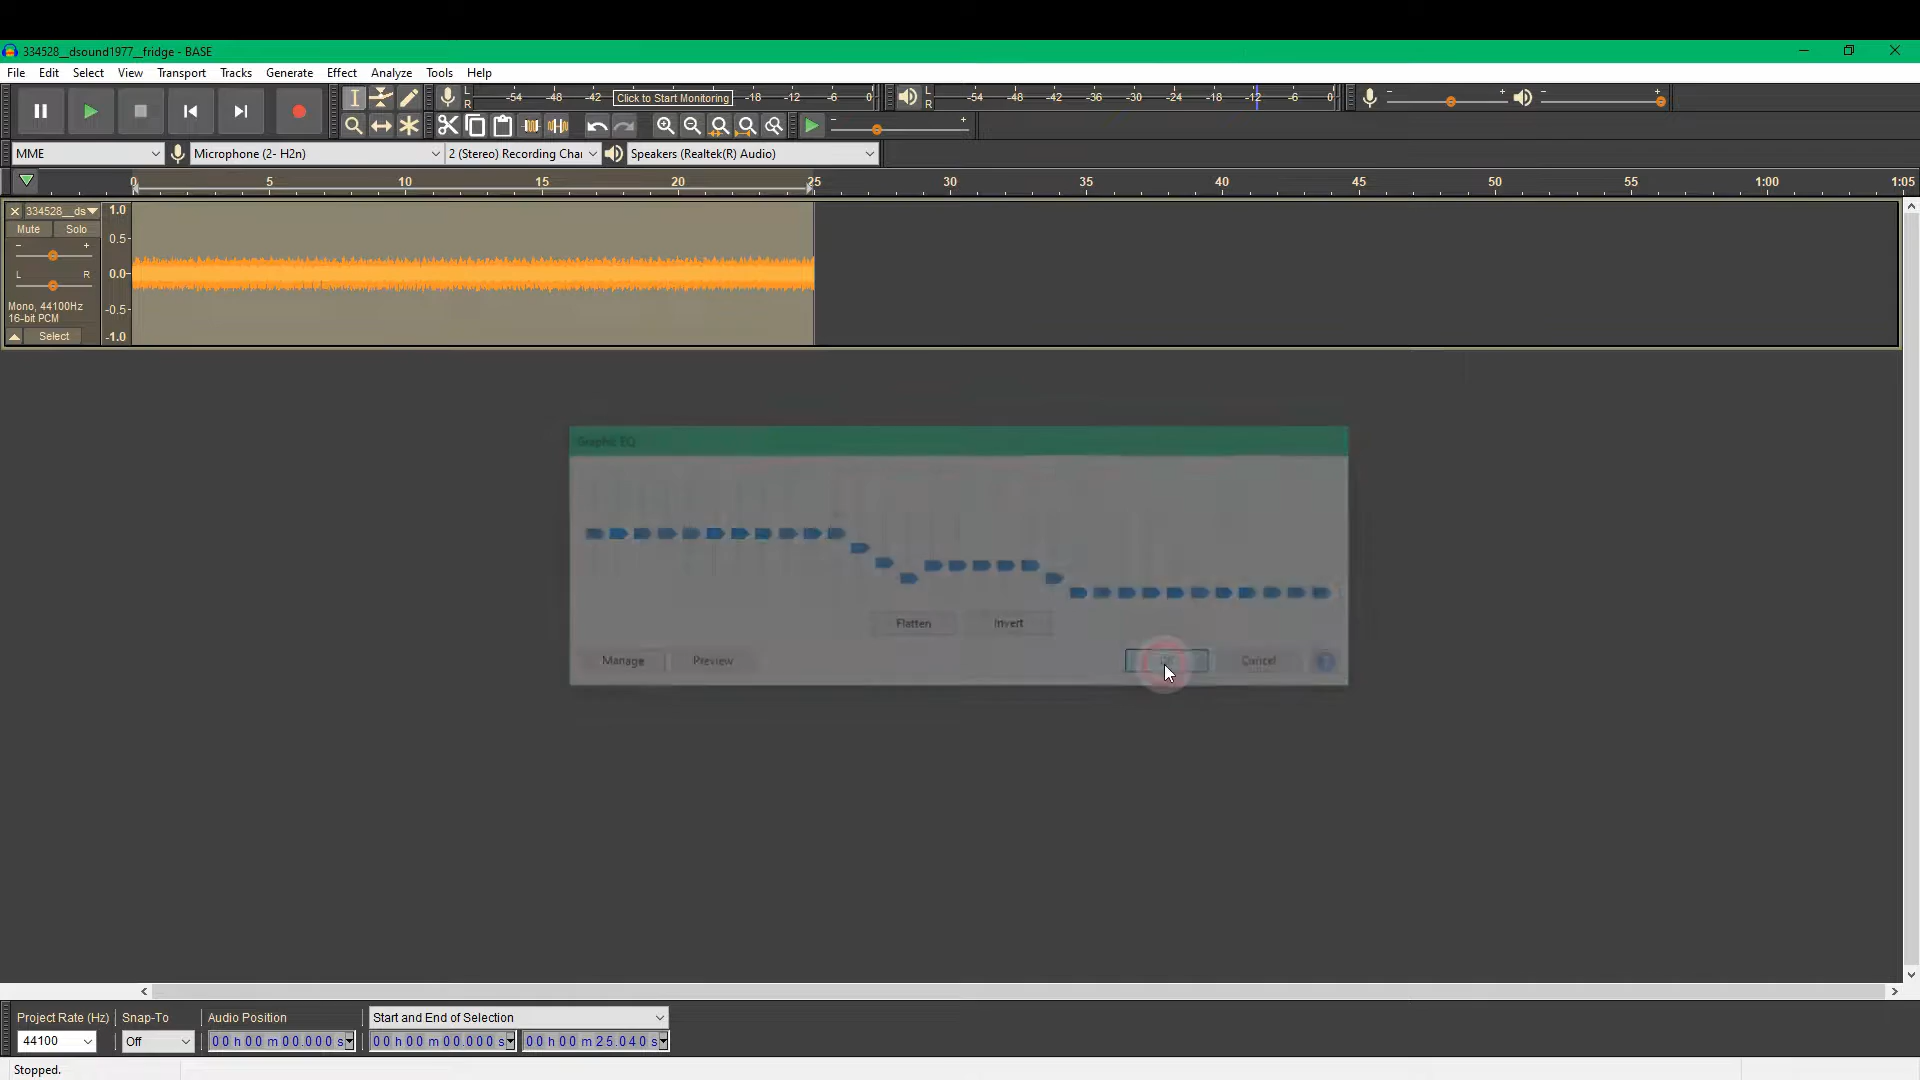 334528__dsound1977__fridge - BASE
File Edit Select View Transport Tracks Generate Effect Analyze Tools Help
L R -54 -48 -42 Click to Start Monitoring -18 -12 -6 0 L R -54 -48 -42 -36 -30 -24 -18 -12 -6 0 - + - +
- +
MME Microphone (2- H2n) 2 (Stereo) Recording Chai Speakers (Realtek(R) Audio)
0 5 10 15 20 25 30 35 40 45 50 55 1:00 1:05
334528__ds 1.0
Mute Solo
0.5
- +
L R 0.0
Mono, 44100Hz
-0.5
16-bit PCM
Select -1.0
Graphic EQ
Flatten Invert
Manage Preview OK Cancel
Project Rate (Hz) Snap-To Audio Position Start and End of Selection
44100 Off 00 h 00 m 00.000 s 00 h 00 m 00.000 s 00 h 00 m 25.040 s
Stopped.